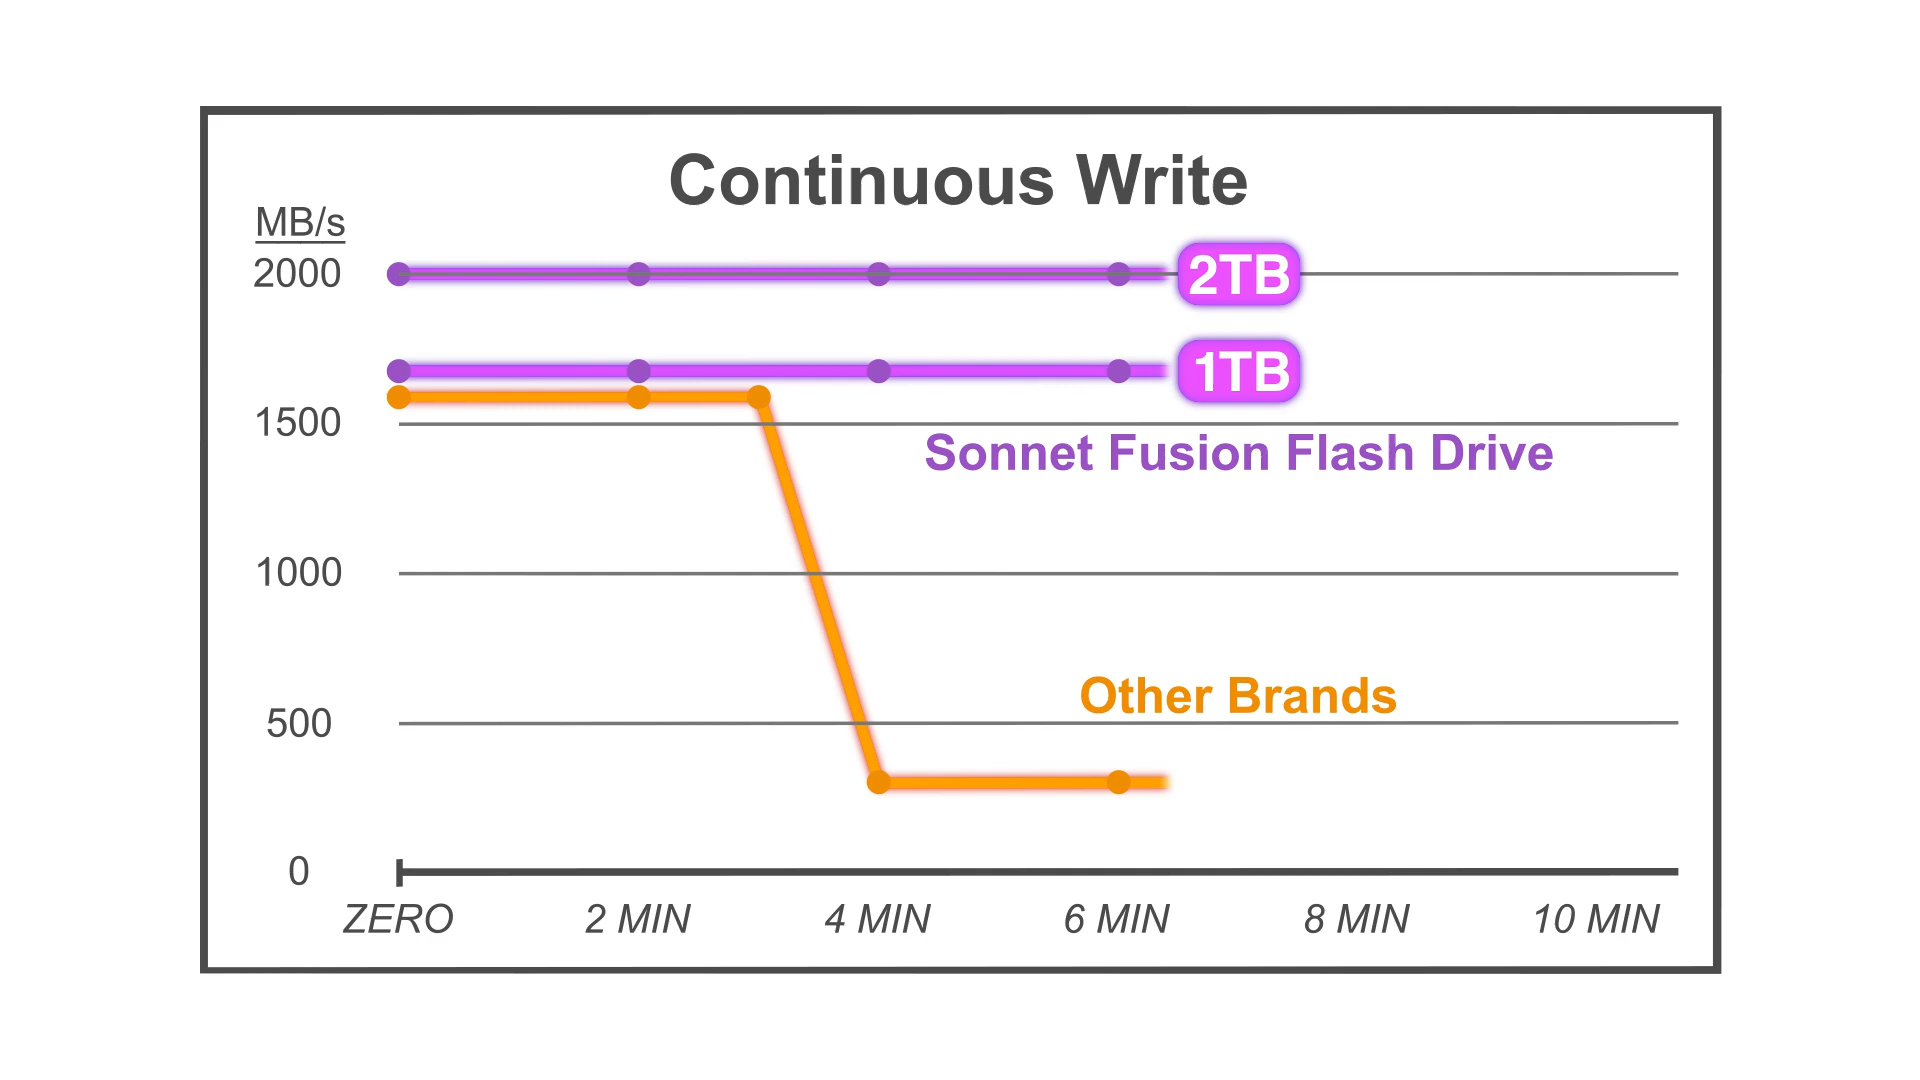 Continuous Write
MB/s
2000
2TB
1TB
1500
Sonnet Fusion Flash Drive
1000
Other Brands
500
0
ZERO 2 MIN 4 MIN 6 MIN 8 MIN 10 MIN